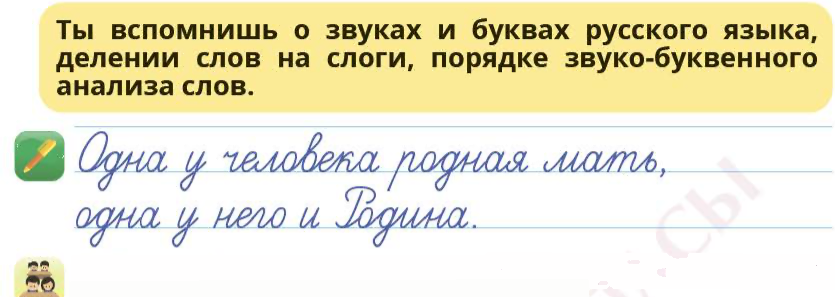 Ты вспомнишь о звуках и буквах русского языка,
делении слов на слоги, порядке звуко-буквенного
анализа слов.
Одна у человека родная мать,
одна у него и Родина.